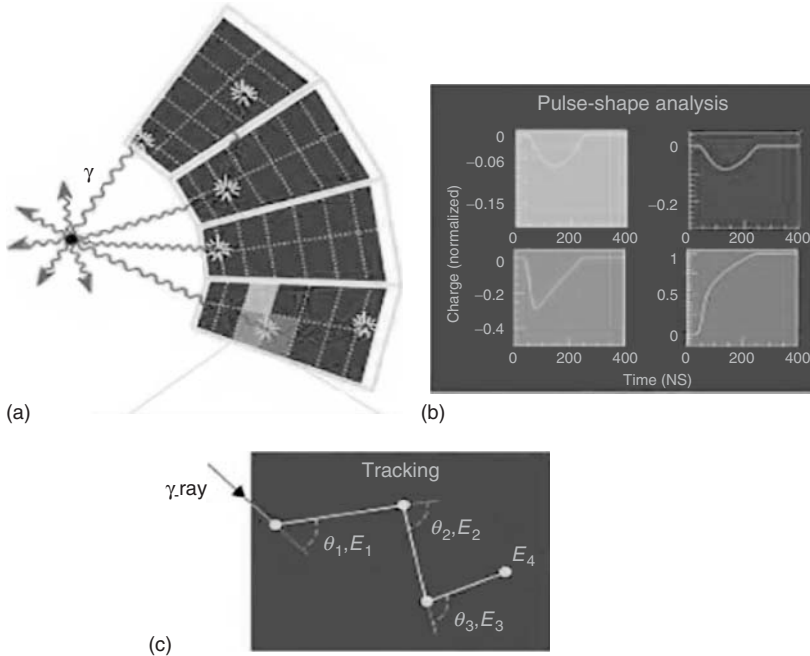 γ
(a)
Pulse-shape analysis
Charge (normalized)
0
−0.06
−0.15
0 200 400
0
−0.2
0 200 400
0
−0.2
−0.4
0 200 400
1
0.5
0
0 200 400
Time (NS)
(b)
Tracking
γ-ray
θ1,E1
θ2,E2
E4
θ3,E3
(c)